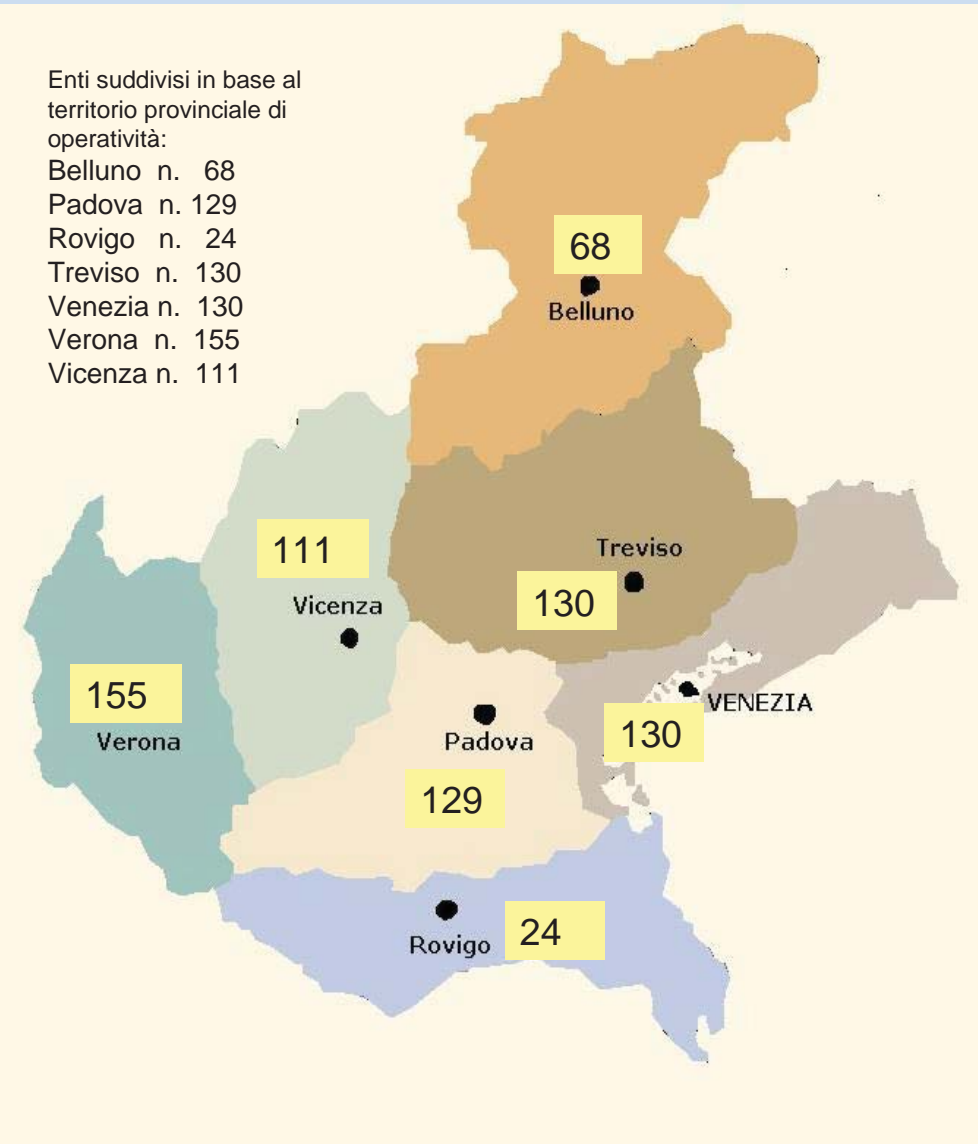 Enti suddivisi in base al
territorio provinciale di
operatività:
Belluno n. 68
Padova n. 129
Rovigo n. 24
Treviso n. 130
Venezia n. 130
Verona n. 155
Vicenza n. 111
68
Belluno
111
Vicenza
Treviso
130
155
Verona
VENEZIA
130
Padova
129
Rovigo
24